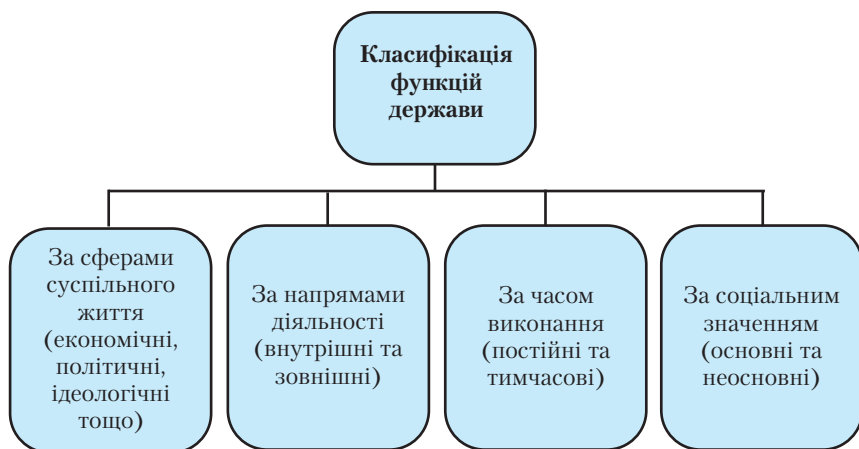 Класифікація
функцій
держави
За сферами
суспільного
життя
(економічні,
політичні,
ідеологічні
тощо)
За напрямами
діяльності
(внутрішні та
зовнішні)
За часом
виконання
(постійні та
тимчасові)
За соціальним
значенням
(основні та
неосновні)